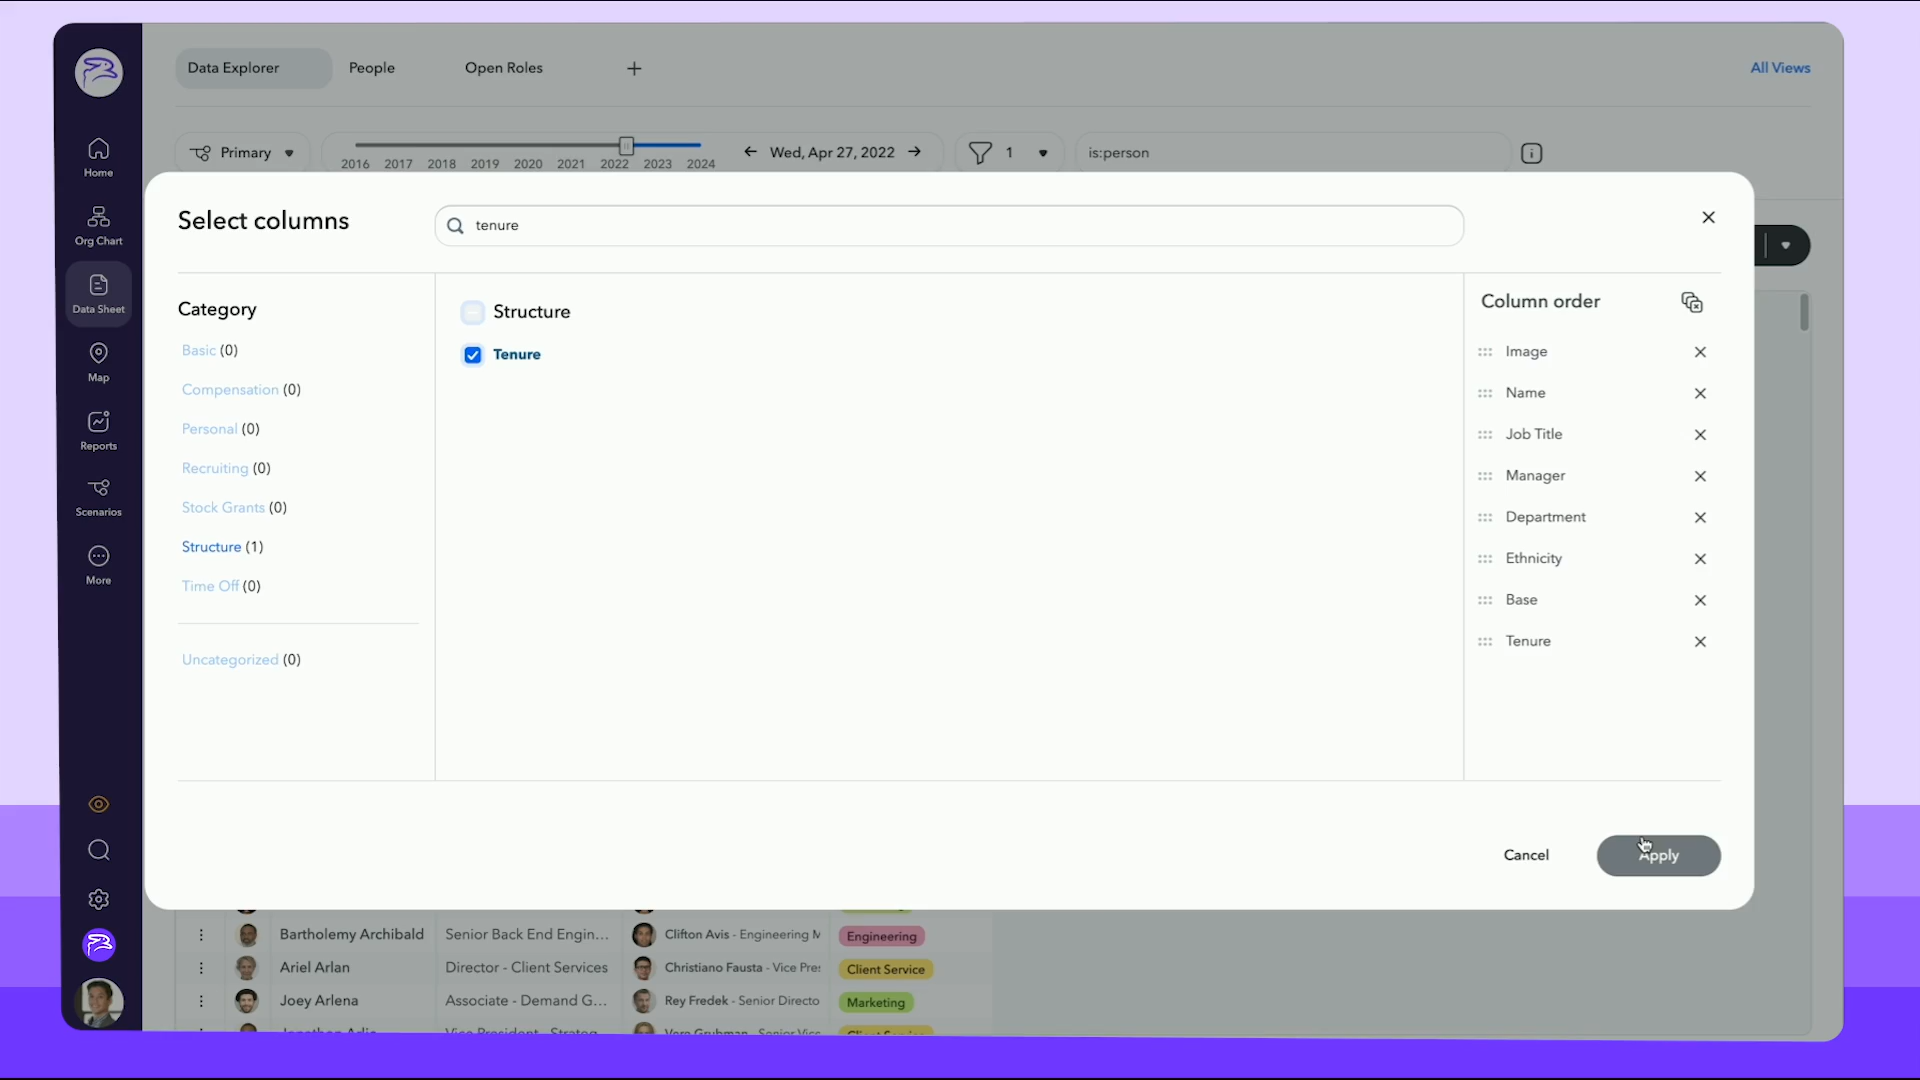 Data Explorer
People
Open Roles
All Views
Primary
2016 2017 2018 2019 2020 2021 2022 2023 2024
Wed, Apr 27, 2022
1
is:person
Home
Org Chart
Data Sheet
Map
Reports
Scenarios
More
Select columns
tenure
Category
Basic (0)
Compensation (0)
Personal (0)
Recruiting (0)
Stock Grants (0)
Structure (1)
Time Off (0)
Uncategorized (0)
Structure
Tenure
Column order
Image
Name
Job Title
Manager
Department
Ethnicity
Base
Tenure
Cancel
Apply
Bartholemy Archibald Senior Back End Engin... Clifton Avis - Engineering M Engineering
Ariel Arlan Director - Client Services Christiano Fausta - Vice Pres Client Service
Joey Arlena Associate - Demand G... Rey Fredek - Senior Directo Marketing